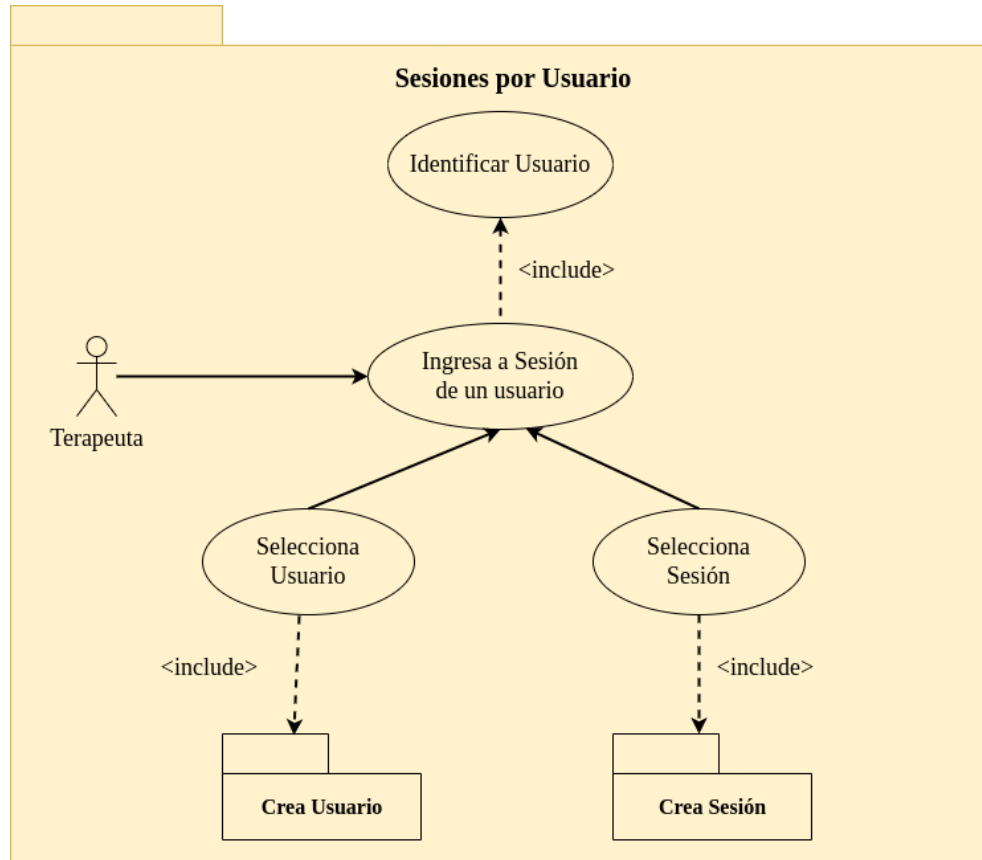 Sesiones por Usuario
Identificar Usuario
<include>
Ingresa a Sesión
de un usuario
Terapeuta
Selecciona
Usuario
Selecciona
Sesión
<include>
<include>
Crea Usuario
Crea Sesión